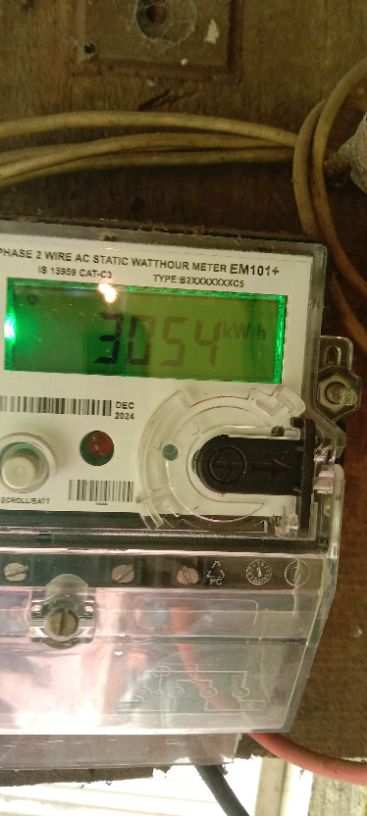 PHASE 2 WIRE AC STATIC WATTHOUR METER EM101+
IS 15959 CAT-C3 TYPE:B2XXXXXXXC5
3054 kWh
DEC
2024
SCROLL/BATT
PC